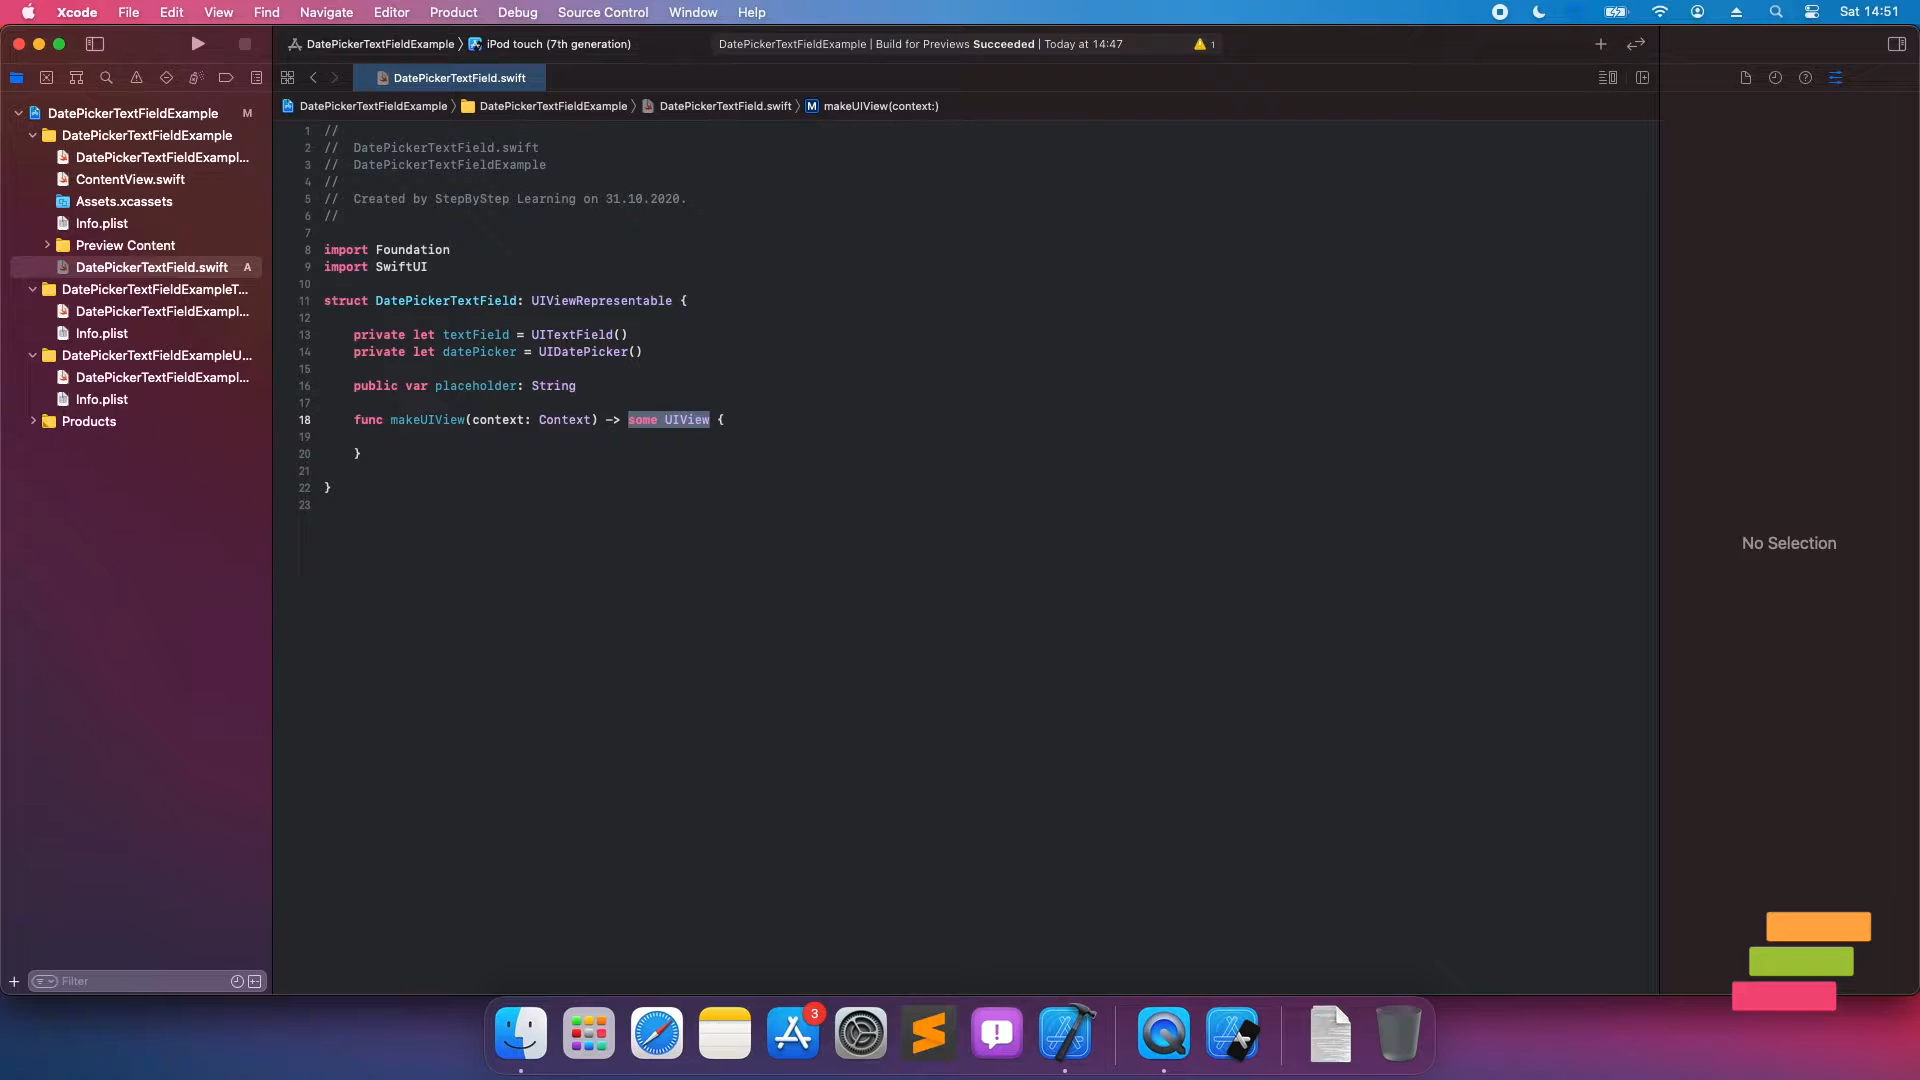 Xcode File Edit View Find Navigate Editor Product Debug Source Control Window Help Sat 14:51
DatePickerTextFieldExample iPod touch (7th generation) DatePickerTextFieldExample | Build for Previews Succeeded | Today at 14:47 1
DatePickerTextField.swift
DatePickerTextFieldExample DatePickerTextFieldExample DatePickerTextField.swift M makeUIView(context:)
DatePickerTextFieldExample M
DatePickerTextFieldExample
DatePickerTextFieldExampl...
ContentView.swift
Assets.xcassets
Info.plist
Preview Content
DatePickerTextField.swift A
DatePickerTextFieldExampleT...
DatePickerTextFieldExampl...
Info.plist
DatePickerTextFieldExampleU...
DatePickerTextFieldExampl...
Info.plist
Products
Filter
1 //
2 // DatePickerTextField.swift
3 // DatePickerTextFieldExample
4 //
5 // Created by StepByStep Learning on 31.10.2020.
6 //
7
8 import Foundation
9 import SwiftUI
10
11 struct DatePickerTextField: UIViewRepresentable {
12
13 private let textField = UITextField()
14 private let datePicker = UIDatePicker()
15
16 public var placeholder: String
17
18 func makeUIView(context: Context) -> some UIView {
19
20 }
21
22 }
23
No Selection
3